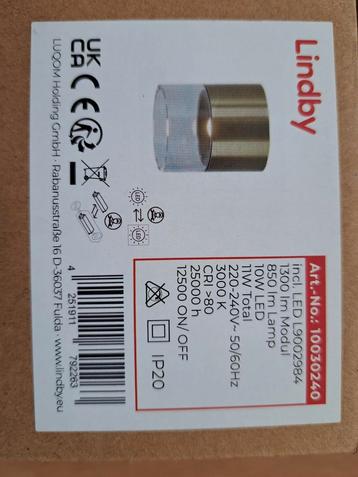 Lindby
Art.-No.: 10030240
incl. LED L9002984
1300 lm Modul
850 lm Lamp
10W LED
11W Total
220-240V~ 50/60Hz
3000 K
CRI >80
25000 h
12500 ON/OFF
IP20
UK
CA CE
LED LED
LUQOM Holding GmbH . Rabanusstraße 16 D-36037 Fulda . www.lindby.eu
4 251911 792263